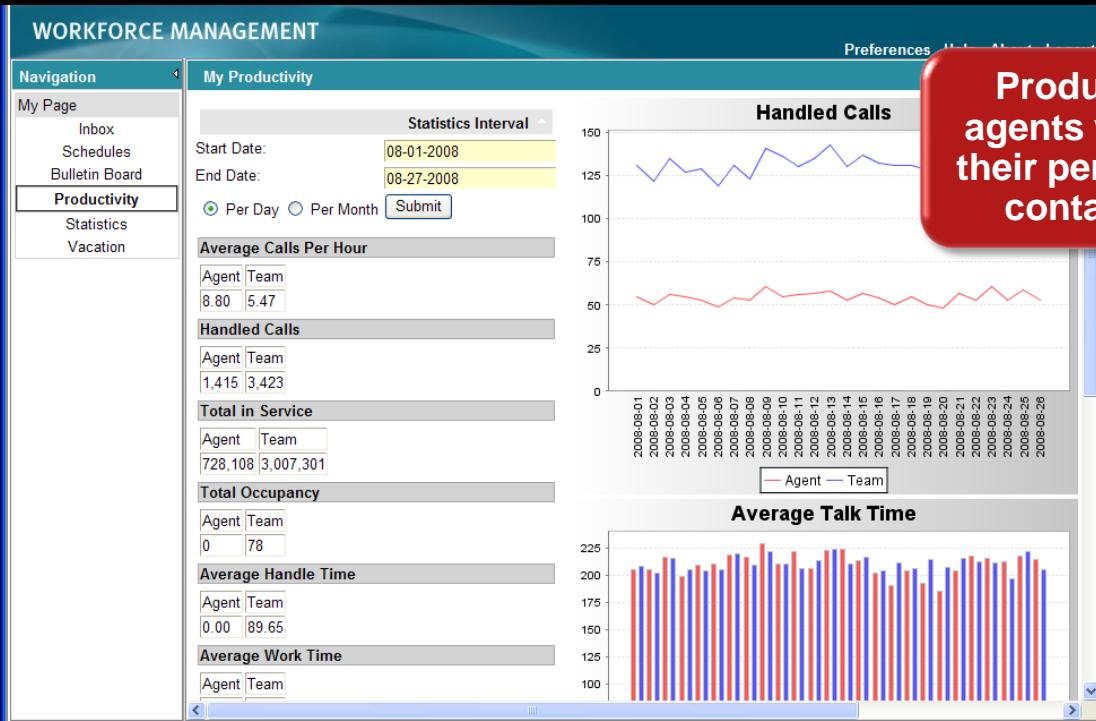 WORKFORCE MANAGEMENT
Preferences
Navigation
My Page
Inbox
Schedules
Bulletin Board
Productivity
Statistics
Vacation
My Productivity
Statistics Interval
Start Date: 08-01-2008
End Date: 08-27-2008
Per Day Per Month Submit
Average Calls Per Hour
Agent Team
8.80 5.47
Handled Calls
Agent Team
1,415 3,423
Total in Service
Agent Team
728,108 3,007,301
Total Occupancy
Agent Team
0 78
Average Handle Time
Agent Team
0.00 89.65
Average Work Time
Agent Team
Produ
agents
their per
conta
Handled Calls
150
125
100
75
50
25
0
2008-08-01
2008-08-02
2008-08-03
2008-08-04
2008-08-05
2008-08-06
2008-08-07
2008-08-08
2008-08-09
2008-08-10
2008-08-11
2008-08-12
2008-08-13
2008-08-14
2008-08-15
2008-08-16
2008-08-17
2008-08-18
2008-08-19
2008-08-20
2008-08-21
2008-08-22
2008-08-23
2008-08-24
2008-08-25
2008-08-26
Agent Team
Average Talk Time
225
200
175
150
125
100